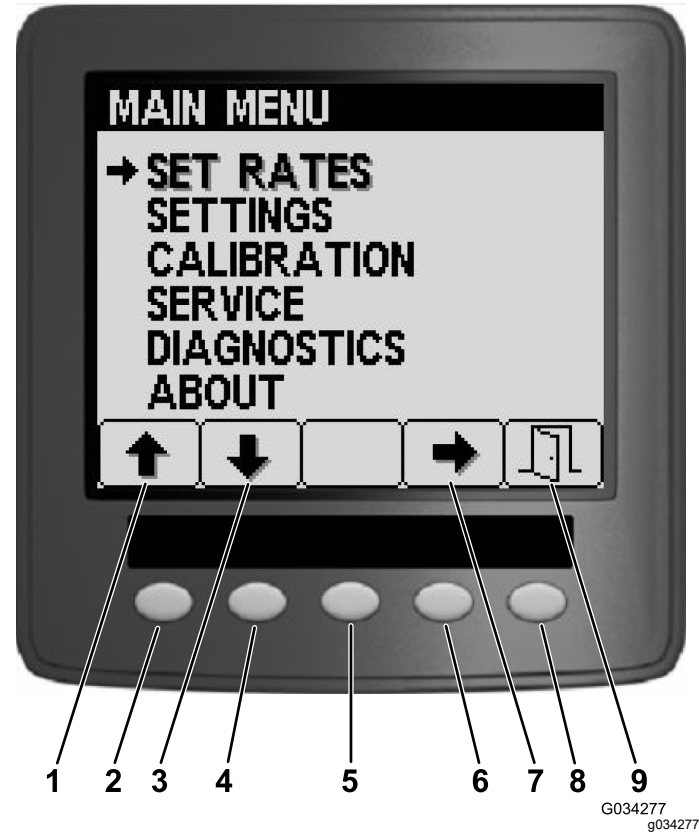 MAIN MENU
SET RATES
SETTINGS
CALIBRATION
SERVICE
DIAGNOSTICS
ABOUT
1 2 3 4 5 6 7 8 9
G034277
g034277